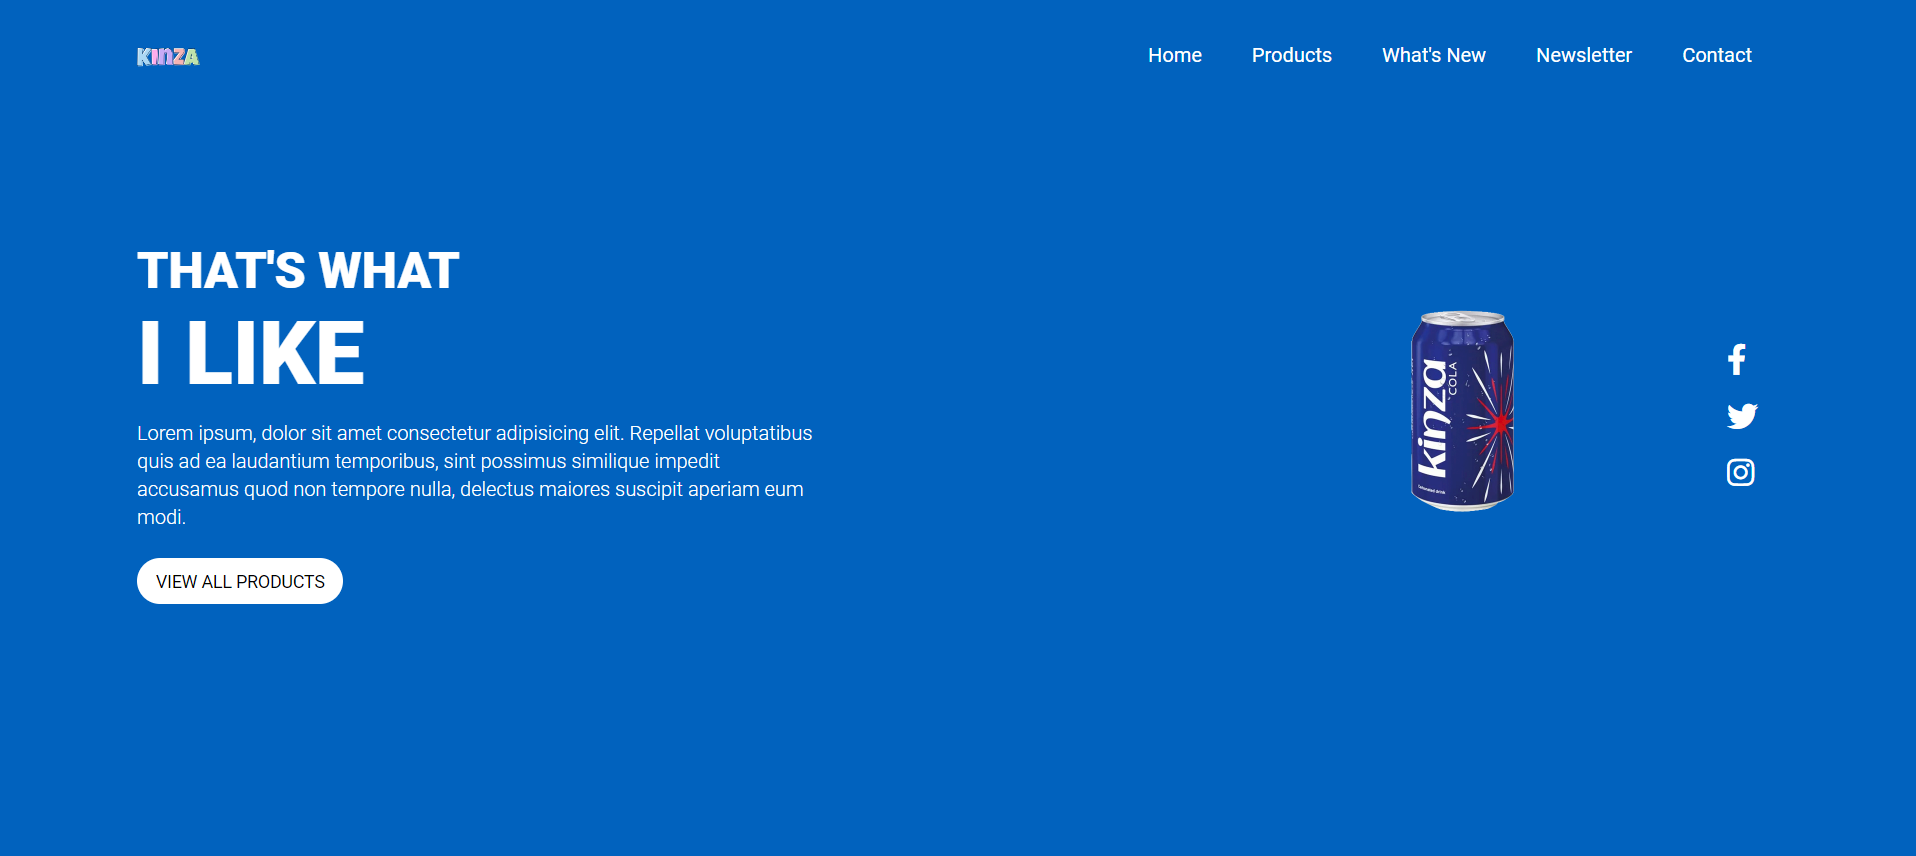 KINZA
Home Products What's New Newsletter Contact
THAT'S WHAT
I LIKE
Lorem ipsum, dolor sit amet consectetur adipisicing elit. Repellat voluptatibus
quis ad ea laudantium temporibus, sint possimus similique impedit
accusamus quod non tempore nulla, delectus maiores suscipit aperiam eum
modi.
VIEW ALL PRODUCTS
kinza
COLA
Carbonated drink